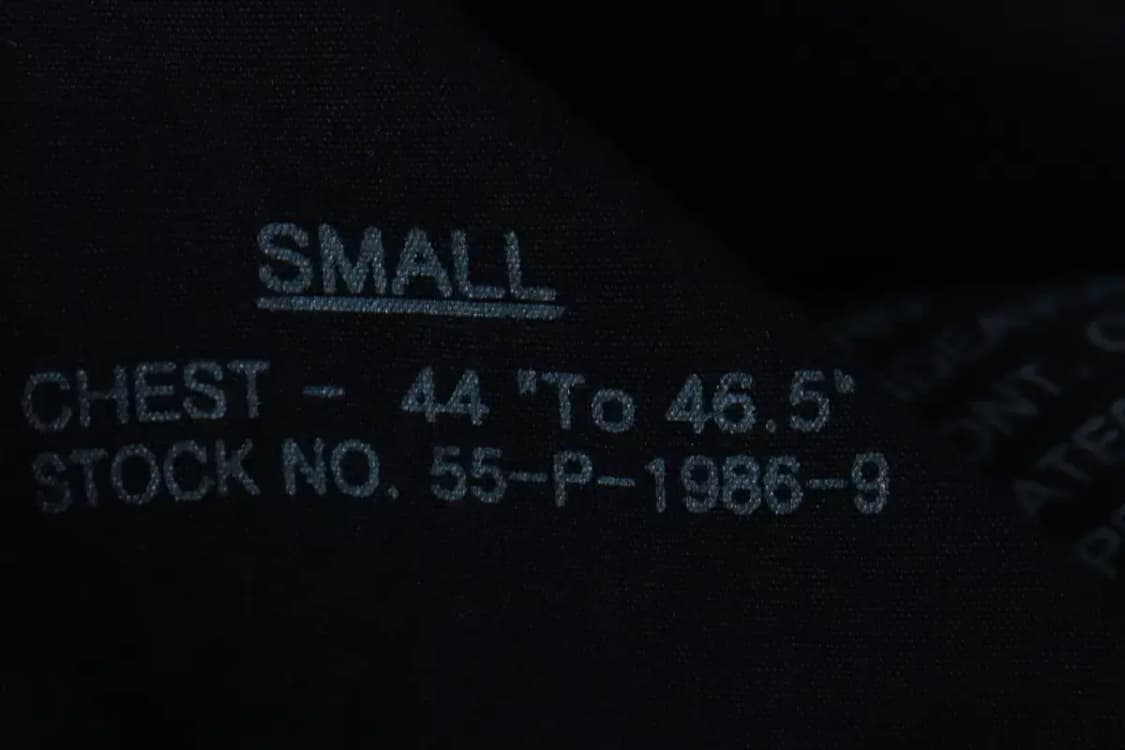 SMALL
CHEST - 44 "To 46.5"
STOCK NO. 55-P-1986-9